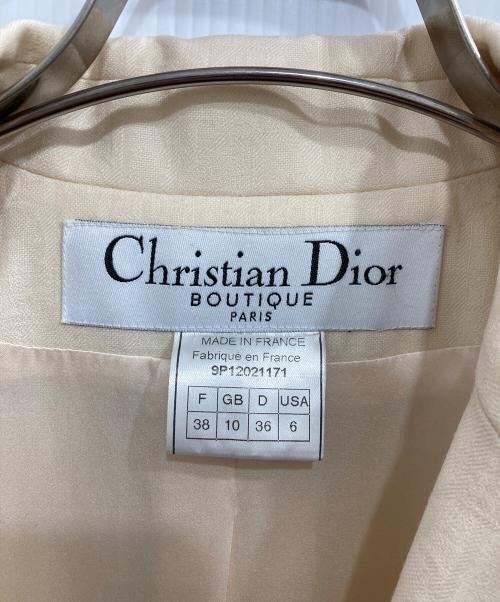 Christian Dior
BOUTIQUE
PARIS
MADE IN FRANCE
Fabriqué en France
9P12021171
F GB D USA
38 10 36 6